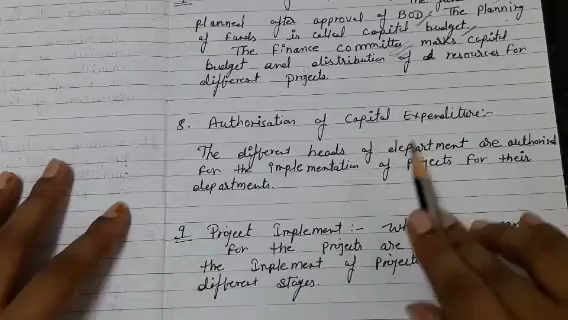 planned after approval of BOD. The Planning
of Funds is called capital budget.
The Finance committee marks capital
budget and distribution of resources for
different projects.
8. Authorisation of Capital Expenditure:-
The different heads of department are authorised
for the implementation of Projects for their
departments.
9 Project Implement :-
for the projects are
the Implement of Project
different stages.